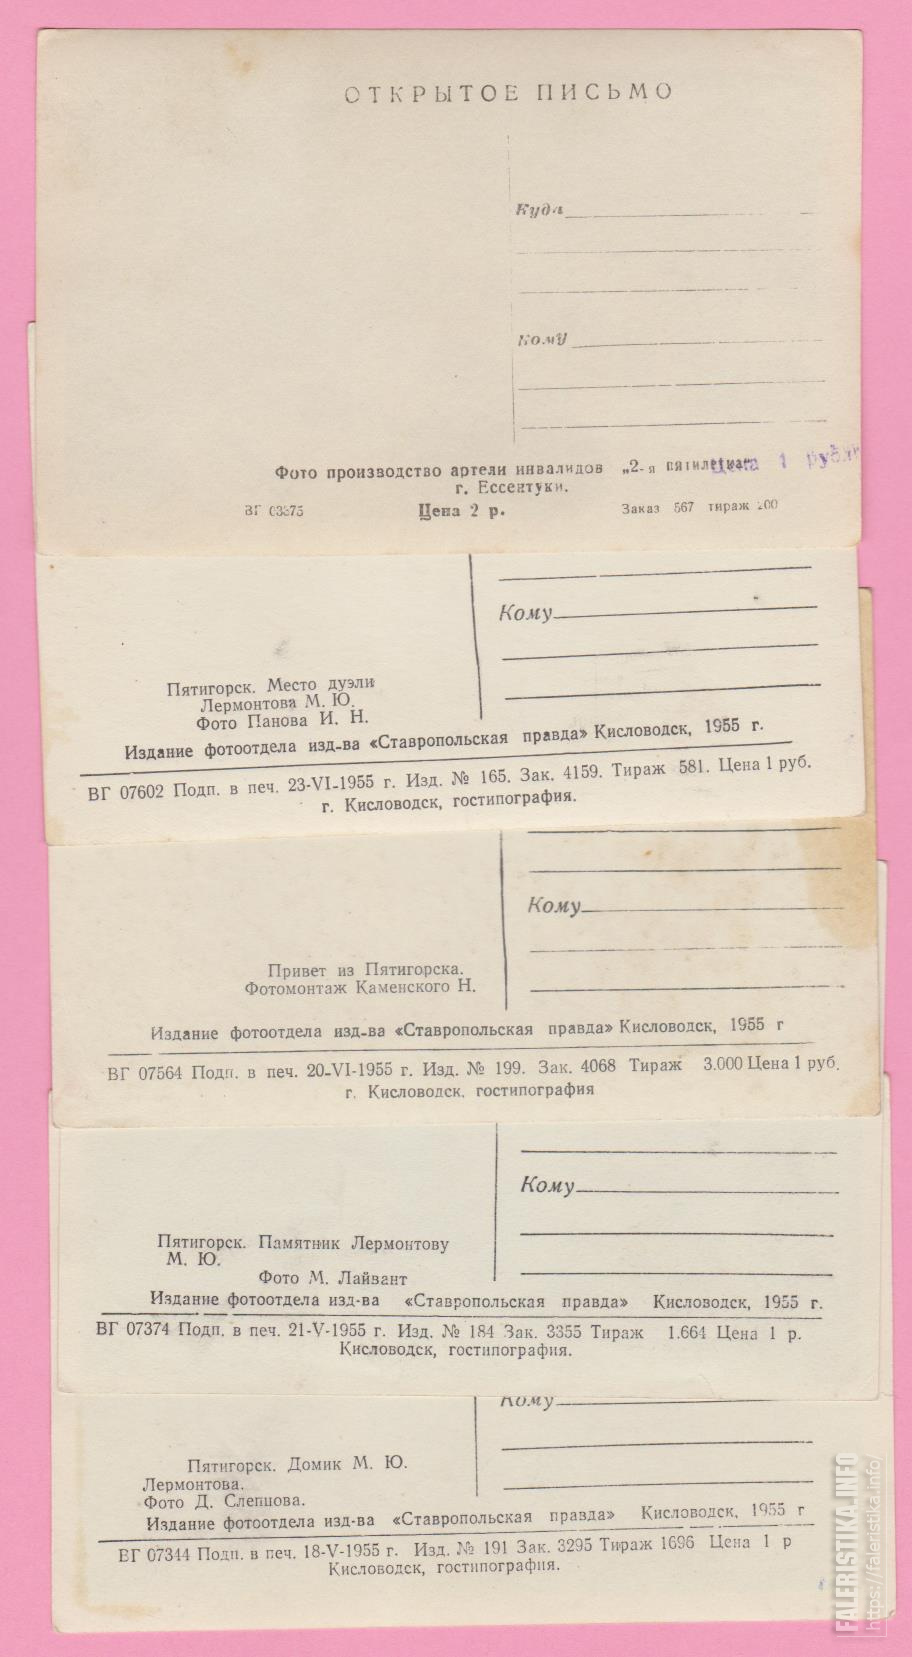 ОТКРЫТОЕ ПИСЬМО
Куда
Кому
Фото производство артели инвалидов „2-я пятилетка"
Цена 1 рубль
г. Ессентуки.
ВГ 03375 Цена 2 р. Заказ 567 тираж 200
Кому
Пятигорск. Место дуэли
Лермонтова М. Ю.
Фото Панова И. Н.
Издание фотоотдела изд-ва «Ставропольская правда» Кисловодск, 1955 г.
ВГ 07602 Подп. в печ. 23-VI-1955 г. Изд. № 165. Зак. 4159. Тираж 581. Цена 1 руб.
г. Кисловодск, гостипография.
Кому
Привет из Пятигорска.
Фотомонтаж Каменского Н.
Издание фотоотдела изд-ва «Ставропольская правда» Кисловодск, 1955 г
ВГ 07564 Подп. в печ. 20-VI-1955 г. Изд. № 199. Зак. 4068 Тираж 3.000 Цена 1 руб.
г. Кисловодск. гостипография
Кому
Пятигорск. Памятник Лермонтову
М. Ю.
Фото М. Лайвант
Издание фотоотдела изд-ва «Ставропольская правда» Кисловодск, 1955 г.
ВГ 07374 Подп. в печ. 21-V-1955 г. Изд. № 184 Зак. 3355 Тираж 1.664 Цена 1 р.
Кисловодск, гостипография.
Кому
Пятигорск. Домик М. Ю.
Лермонтова.
Фото Д. Слепцова.
Издание фотоотдела изд-ва «Ставропольская правда» Кисловодск, 1955 г
ВГ 07344 Подп. в печ. 18-V-1955 г. Изд. № 191 Зак. 3295 Тираж 1696 Цена 1 р
Кисловодск, гостипография.
FALERISTIKA.INFO
https://faleristika.info/